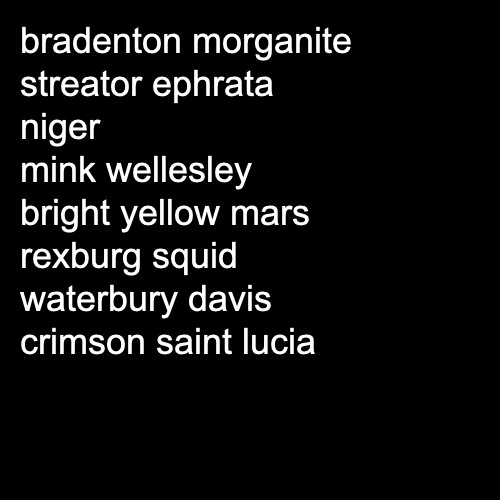 bradenton morganite
streator ephrata
niger
mink wellesley
bright yellow mars
rexburg squid
waterbury davis
crimson saint lucia